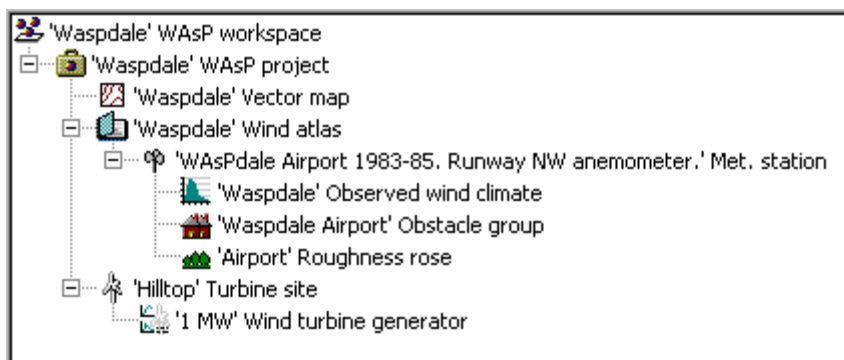 'Waspdale' WAsP workspace
'Waspdale' WAsP project
'Waspdale' Vector map
'Waspdale' Wind atlas
'WAsPdale Airport 1983-85. Runway NW anemometer.' Met. station
'Waspdale' Observed wind climate
'Waspdale Airport' Obstacle group
'Airport' Roughness rose
'Hilltop' Turbine site
'1 MW' Wind turbine generator